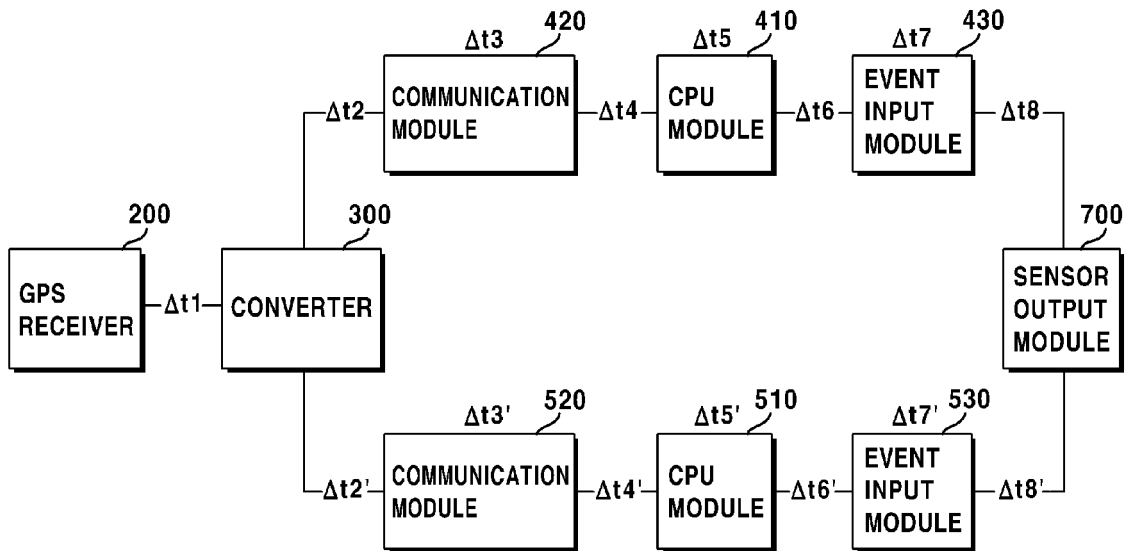 420
Δt3
COMMUNICATION
MODULE
410
Δt5
CPU
MODULE
430
Δt7
EVENT
INPUT
MODULE
Δt2
Δt4
Δt6
Δt8
200
GPS
RECEIVER
Δt1
300
CONVERTER
700
SENSOR
OUTPUT
MODULE
520
Δt3'
COMMUNICATION
MODULE
510
Δt5'
CPU
MODULE
530
Δt7'
EVENT
INPUT
MODULE
Δt2'
Δt4'
Δt6'
Δt8'